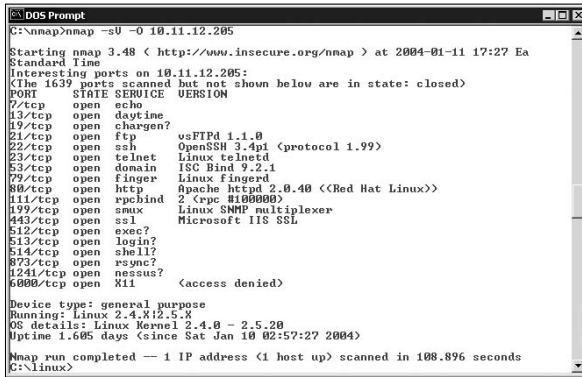 DOS Prompt
C:\nmap>nmap -sV -O 10.11.12.205
Starting nmap 3.48 ( http://www.insecure.org/nmap ) at 2004-01-11 17:27 Ea
Standard Time
Interesting ports on 10.11.12.205:
(The 1639 ports scanned but not shown below are in state: closed)
PORT STATE SERVICE VERSION
7/tcp open echo
13/tcp open daytime
19/tcp open chargen?
21/tcp open ftp vsFTPd 1.1.0
22/tcp open ssh OpenSSH 3.4p1 (protocol 1.99)
23/tcp open telnet Linux telnetd
53/tcp open domain ISC Bind 9.2.1
79/tcp open finger Linux fingerd
80/tcp open http Apache httpd 2.0.40 ((Red Hat Linux))
111/tcp open rpcbind 2 (rpc #100000)
199/tcp open smux Linux SNMP multiplexer
443/tcp open ssl Microsoft IIS SSL
512/tcp open exec?
513/tcp open login?
514/tcp open shell?
873/tcp open rsync?
1241/tcp open nessus?
6000/tcp open X11 (access denied)
Device type: general purpose
Running: Linux 2.4.X|2.5.X
OS details: Linux Kernel 2.4.0 - 2.5.20
Uptime 1.605 days (since Sat Jan 10 02:57:27 2004)
Nmap run completed -- 1 IP address (1 host up) scanned in 108.896 seconds
C:\linux>